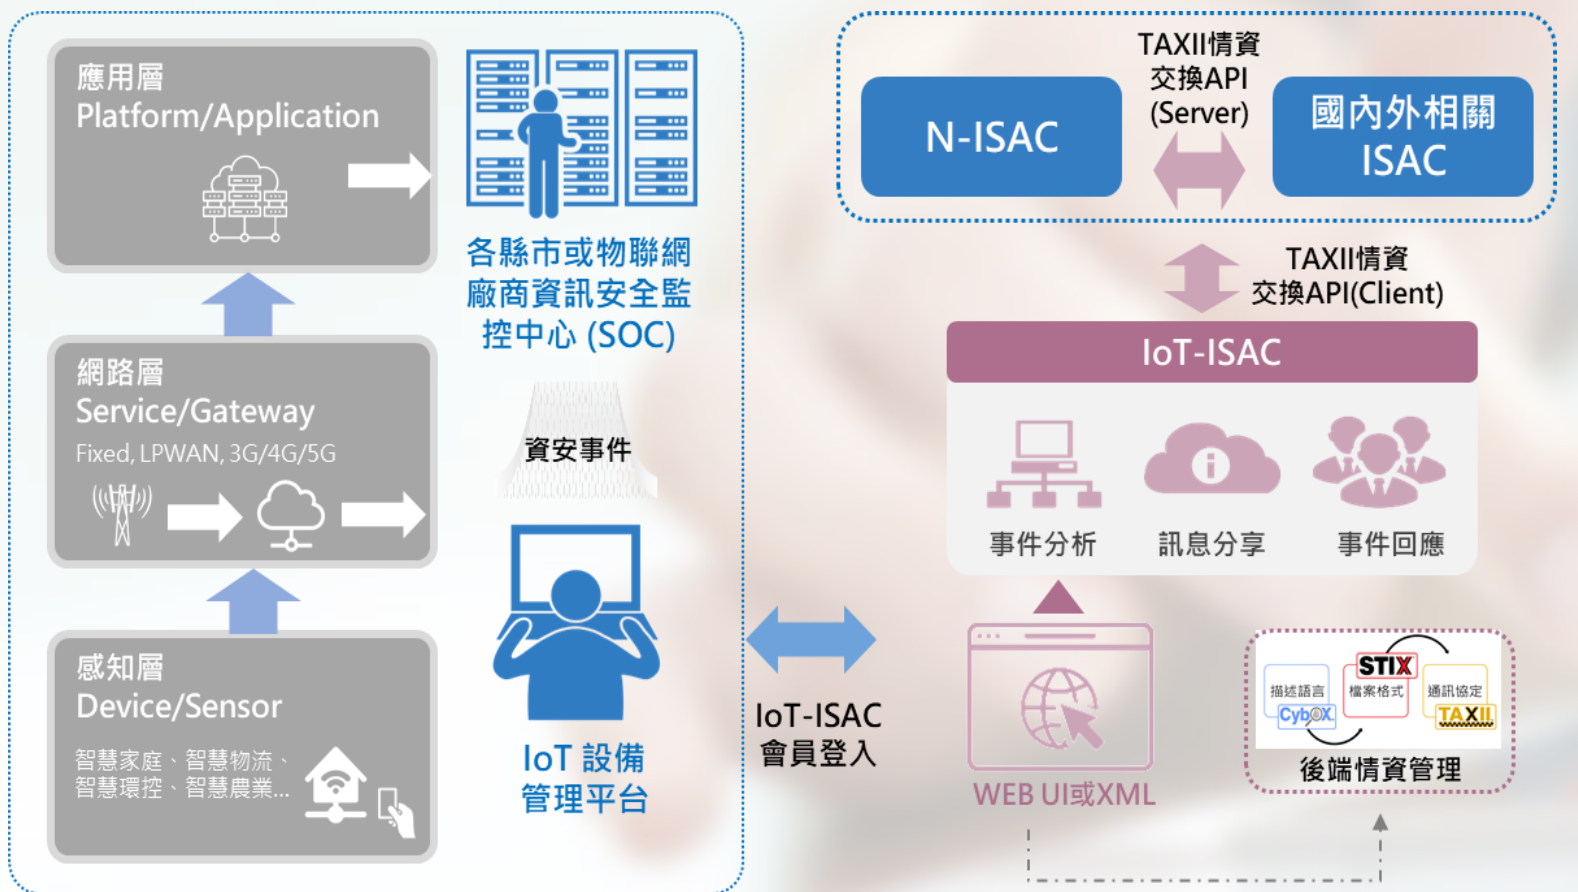 應用層
Platform/Application
網路層
Service/Gateway
Fixed, LPWAN, 3G/4G/5G
感知層
Device/Sensor
智慧家庭、智慧物流、
智慧環控、智慧農業...
各縣市或物聯網
廠商資訊安全監
控中心 (SOC)
資安事件
IoT 設備
管理平台
IoT-ISAC
會員登入
N-ISAC
TAXII情資
交換API
(Server)
國內外相關
ISAC
TAXII情資
交換API(Client)
IoT-ISAC
事件分析
訊息分享
事件回應
WEB UI或XML
描述語言
CybOX
STIX
檔案格式
通訊協定
TAXII
後端情資管理